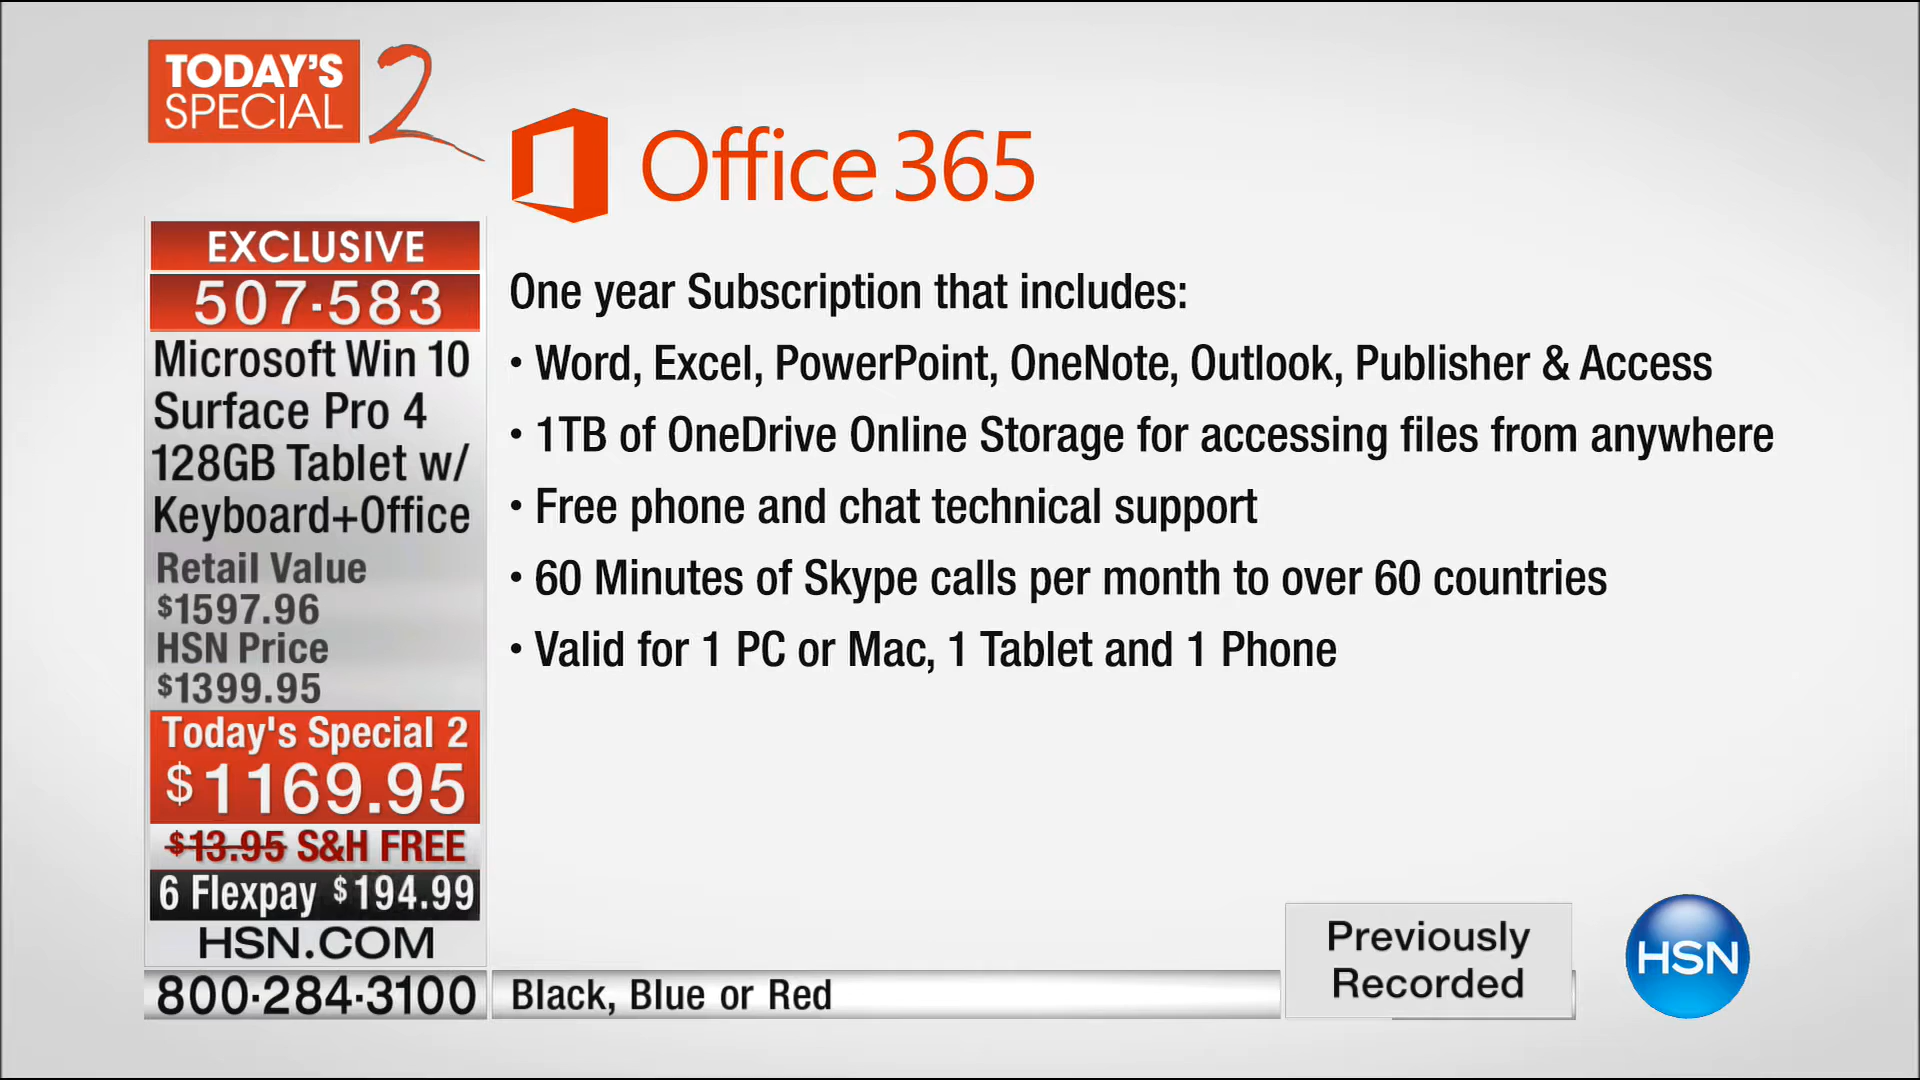 TODAY'S
SPECIAL 2
Office 365
EXCLUSIVE
507·583
Microsoft Win 10
Surface Pro 4
128GB Tablet w/
Keyboard+Office
Retail Value
$1597.96
HSN Price
$1399.95
Today's Special 2
$1169.95
$13.95 S&H FREE
6 Flexpay $194.99
HSN.COM
800·284·3100
One year Subscription that includes:
• Word, Excel, PowerPoint, OneNote, Outlook, Publisher & Access
• 1TB of OneDrive Online Storage for accessing files from anywhere
• Free phone and chat technical support
• 60 Minutes of Skype calls per month to over 60 countries
• Valid for 1 PC or Mac, 1 Tablet and 1 Phone
Black, Blue or Red
Previously
Recorded
HSN